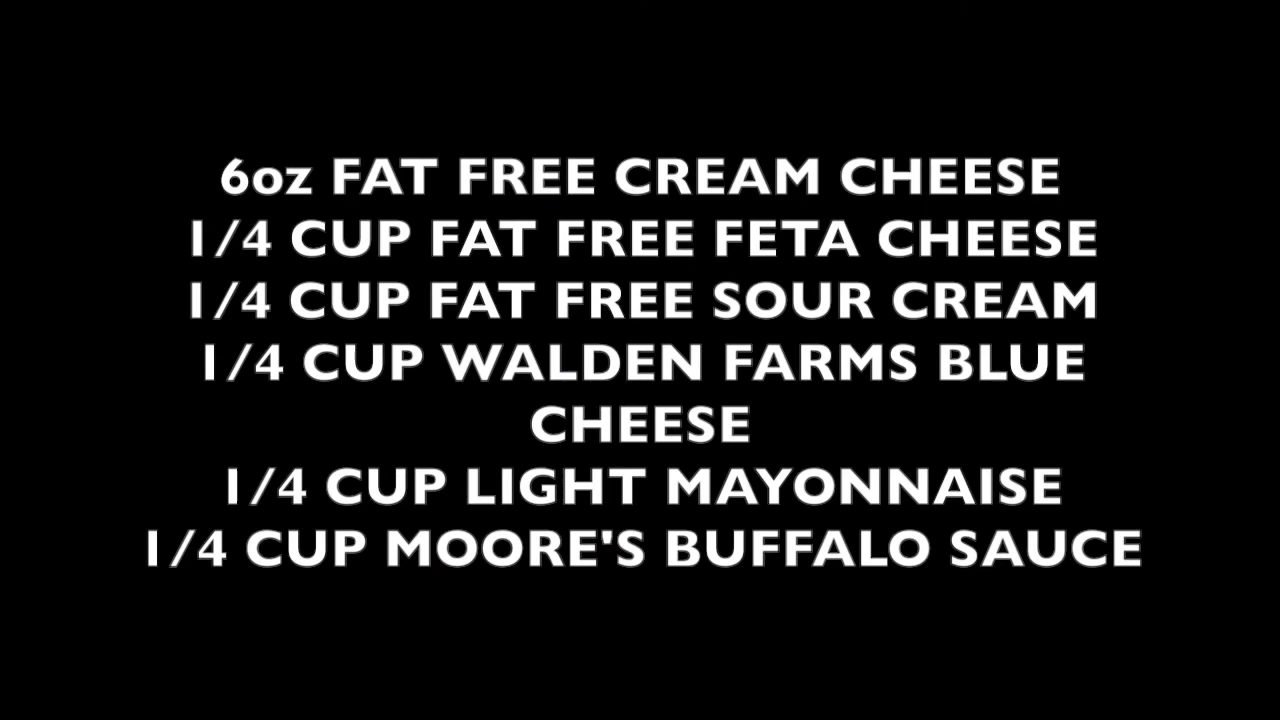 6oz FAT FREE CREAM CHEESE
1/4 CUP FAT FREE FETA CHEESE
1/4 CUP FAT FREE SOUR CREAM
1/4 CUP WALDEN FARMS BLUE
CHEESE
1/4 CUP LIGHT MAYONNAISE
1/4 CUP MOORE'S BUFFALO SAUCE